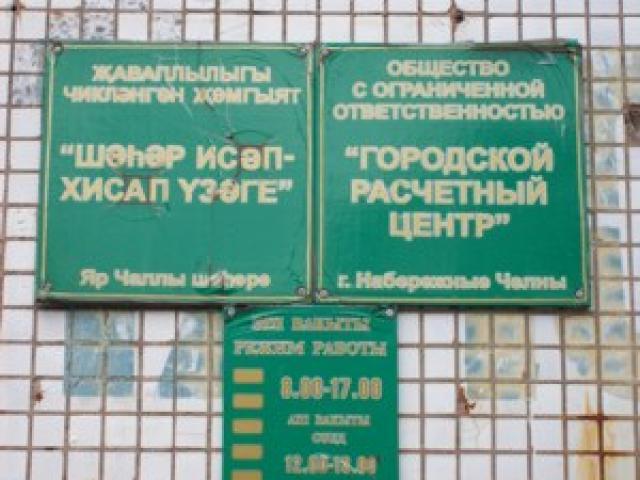 ҖАВАПЛЫЛЫГЫ
ЧИКЛӘНГӘН ҖӘМГЫЯТ
"ШӘҺӘР ИСӘП-
ХИСАП ҮЗӘГЕ"
Яр Чаллы шәһәре
ОБЩЕСТВО
С ОГРАНИЧЕННОЙ
ОТВЕТСТВЕННОСТЬЮ
"ГОРОДСКОЙ
РАСЧЕТНЫЙ
ЦЕНТР"
г. Набережные Челны
ЭШ ВАКЫТЫ
РЕЖИМ РАБОТЫ
8.00-17.00
АШ ВАКЫТЫ
ОБЕД
12.00-13.00